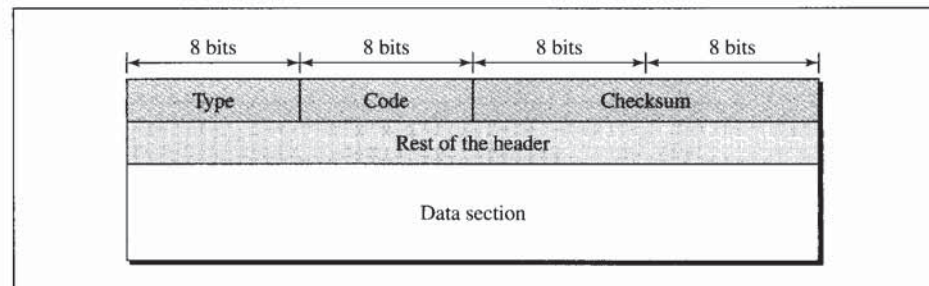 8 bits 8 bits 8 bits 8 bits
Type Code Checksum
Rest of the header
Data section